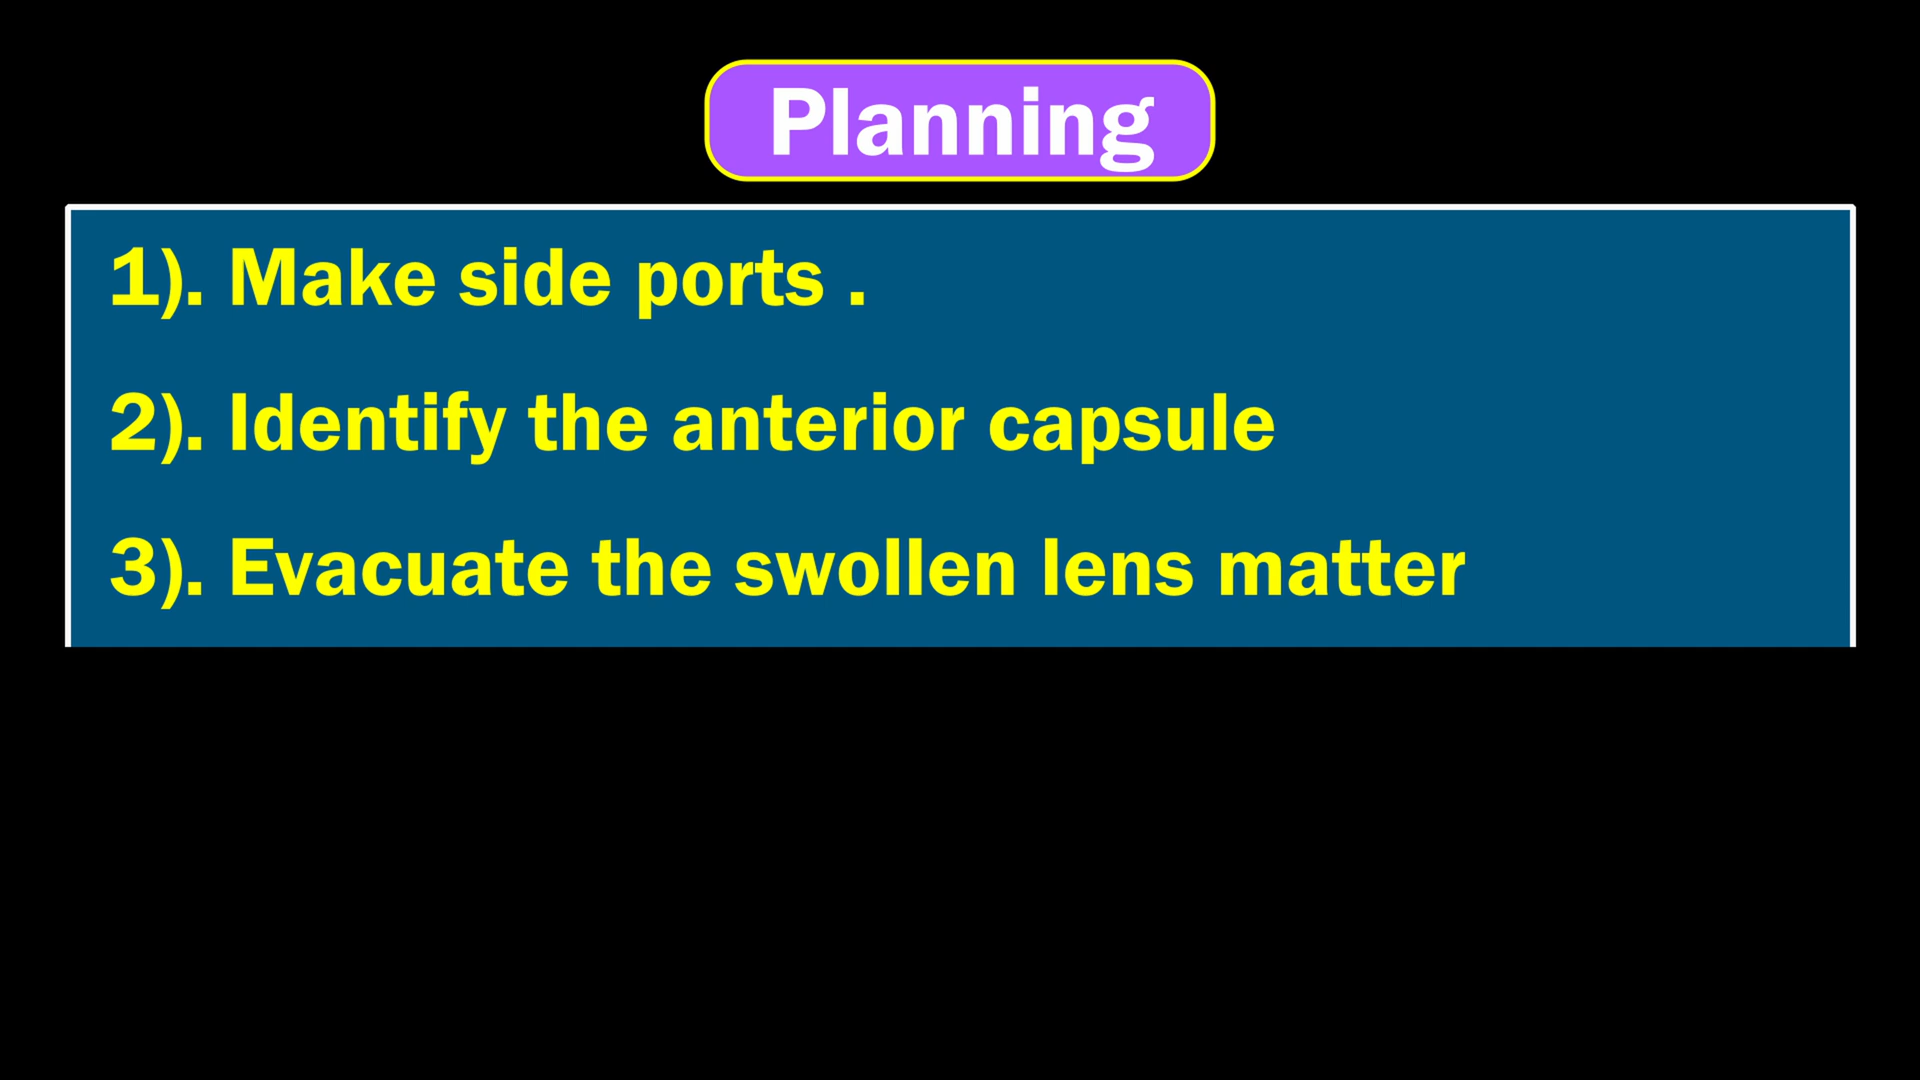 Planning
1). Make side ports .
2). Identify the anterior capsule
3). Evacuate the swollen lens matter